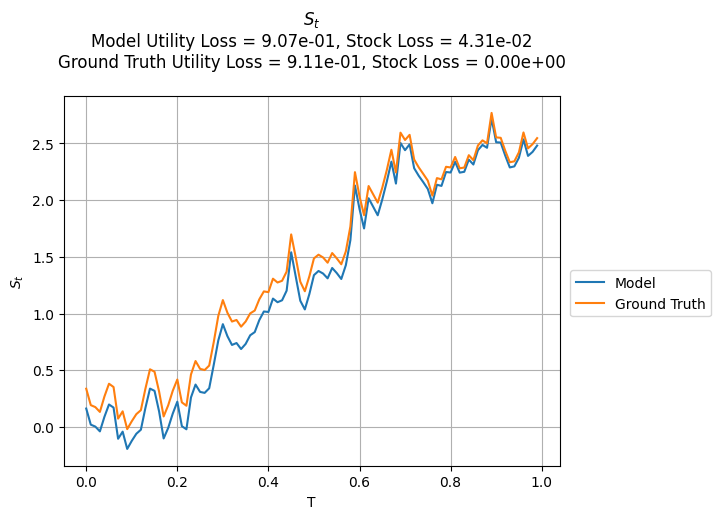 S_t
Model Utility Loss = 9.07e-01, Stock Loss = 4.31e-02
Ground Truth Utility Loss = 9.11e-01, Stock Loss = 0.00e+00
2.5
2.0
1.5
1.0
0.5
0.0
S_t
0.0 0.2 0.4 0.6 0.8 1.0
T
Model
Ground Truth